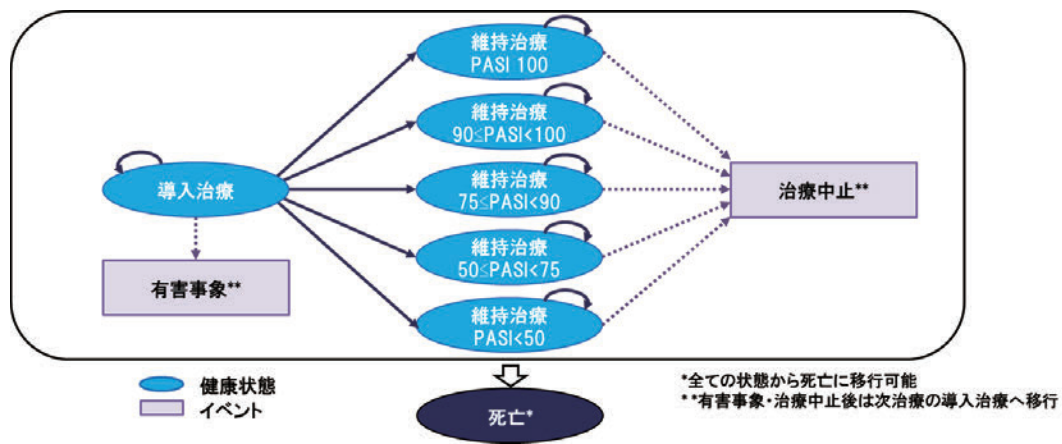 維持治療
PASI 100
維持治療
90≤PASI<100
導入治療
維持治療
75≤PASI<90
治療中止**
維持治療
50≤PASI<75
有害事象**
維持治療
PASI<50
健康状態
イベント
死亡*
*全ての状態から死亡に移行可能
**有害事象・治療中止後は次治療の導入治療へ移行